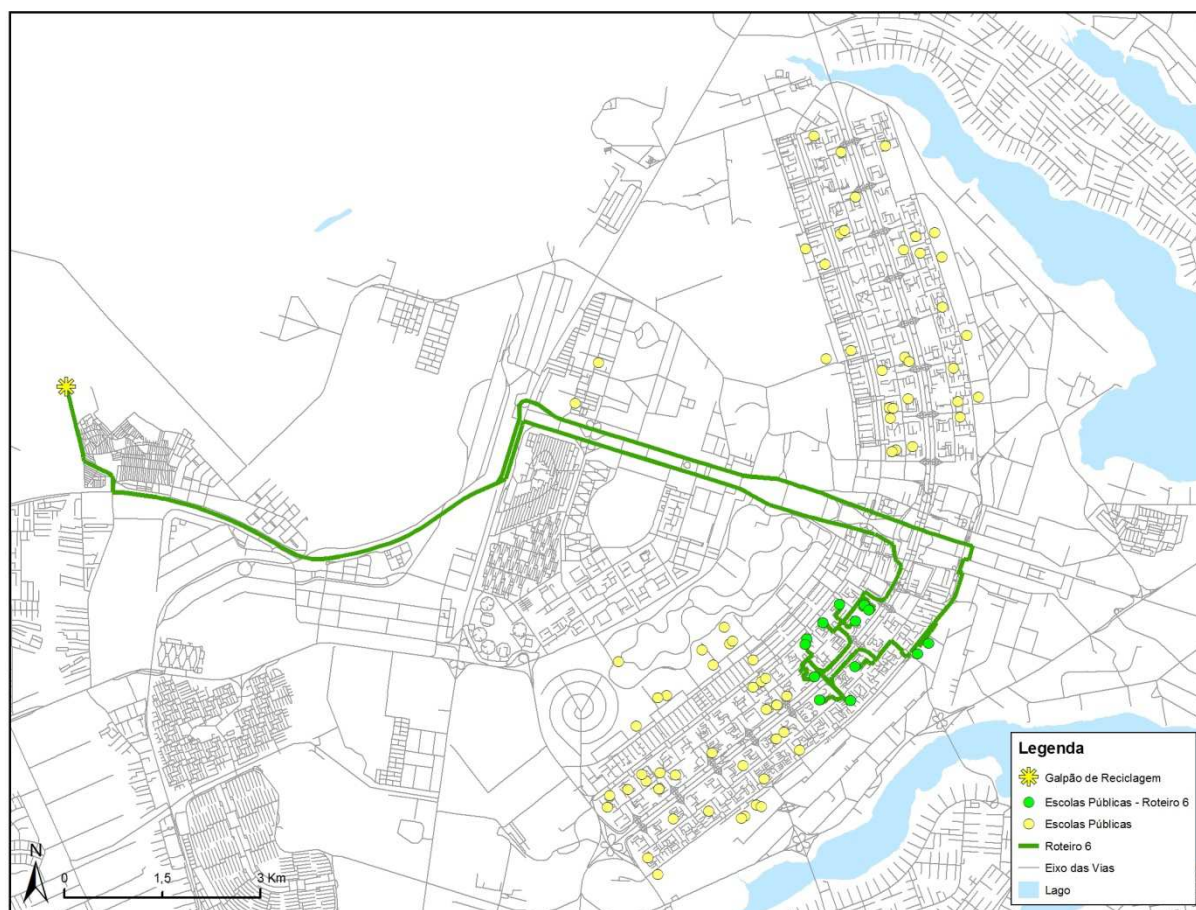 Legenda
Galpão de Reciclagem
Escolas Públicas - Roteiro 6
Escolas Públicas
Roteiro 6
Eixo das Vias
Lago
N
0 1,5 3 Km